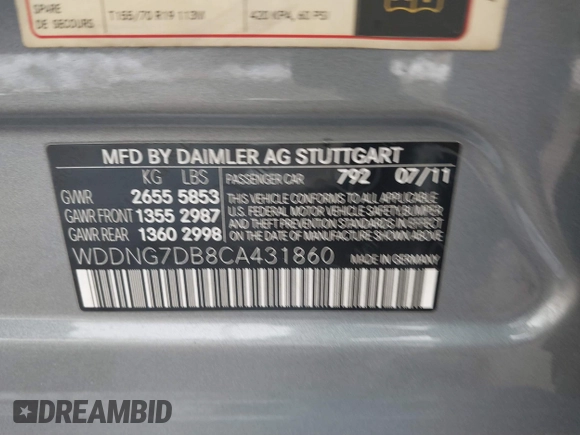 SPARE
DE SECOURS
T155/70 R19 113M
420 KPA, 60 PSI
MFD BY DAIMLER AG STUTTGART
KG LBS
GVWR 2655 5853
GAWR FRONT 1355 2987
GAWR REAR 1360 2998
PASSENGER CAR 792 07/11
THIS VEHICLE CONFORMS TO ALL APPLICABLE
U.S. FEDERAL MOTOR VEHICLE SAFETY,BUMPER,
AND THEFT PREVENTION STANDARDS IN
EFFECT ON THE DATE OF MANUFACTURE
SHOWN ABOVE.
WDDNG7DB8CA431860
MADE IN GERMANY
DREAMBID